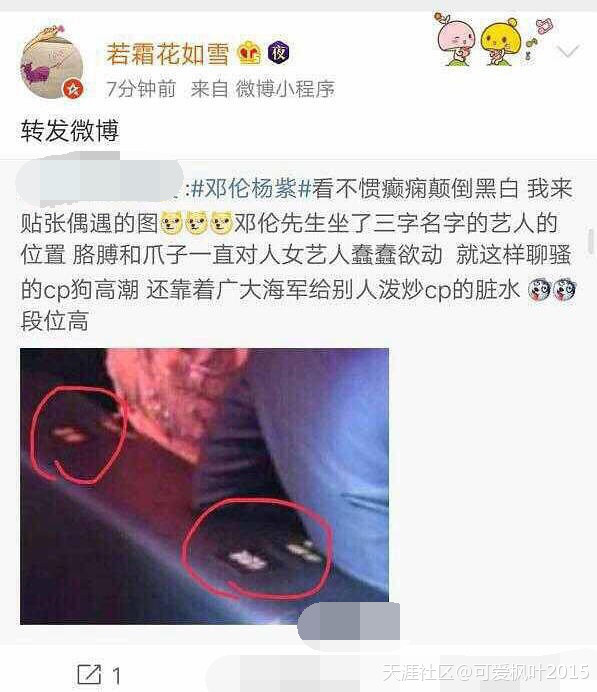 若霜花如雪
夜
7分钟前 来自 微博小程序
转发微博
:#邓伦杨紫#看不惯癫痫颠倒黑白 我来
贴张偶遇的图邓伦先生坐了三字名字的艺人的
位置 胳膊和爪子一直对人女艺人蠢蠢欲动 就这样聊骚
的cp狗高潮 还靠着广大海军给别人泼炒cp的脏水
段位高
1
天涯社区@可爱枫叶2015